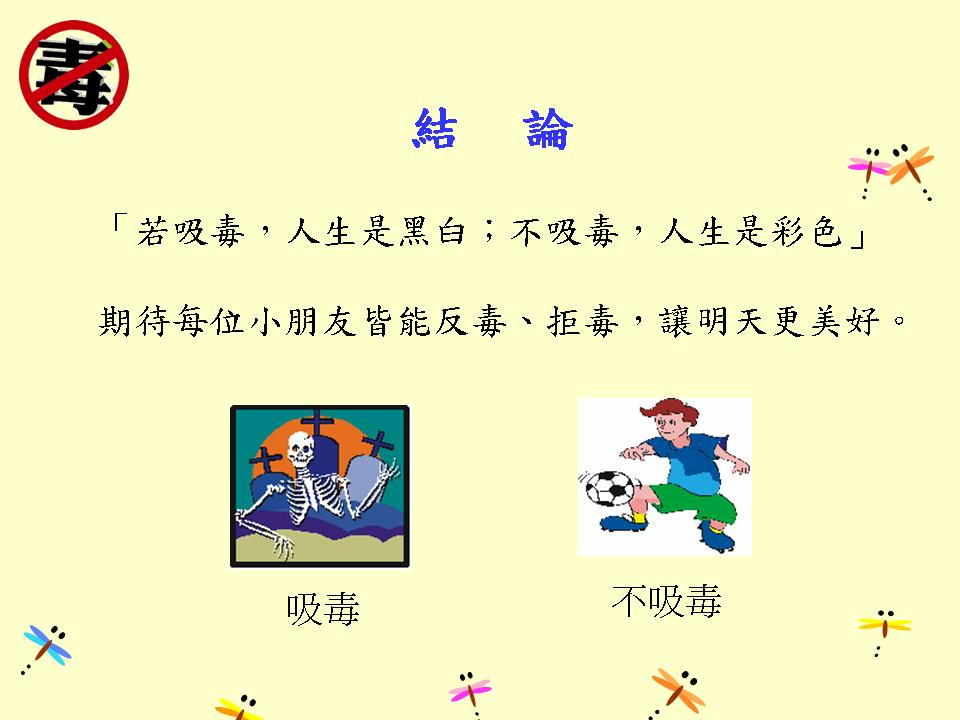 毒
結 論
「若吸毒，人生是黑白；不吸毒，人生是彩色」
期待每位小朋友皆能反毒、拒毒，讓明天更美好。
吸毒
不吸毒